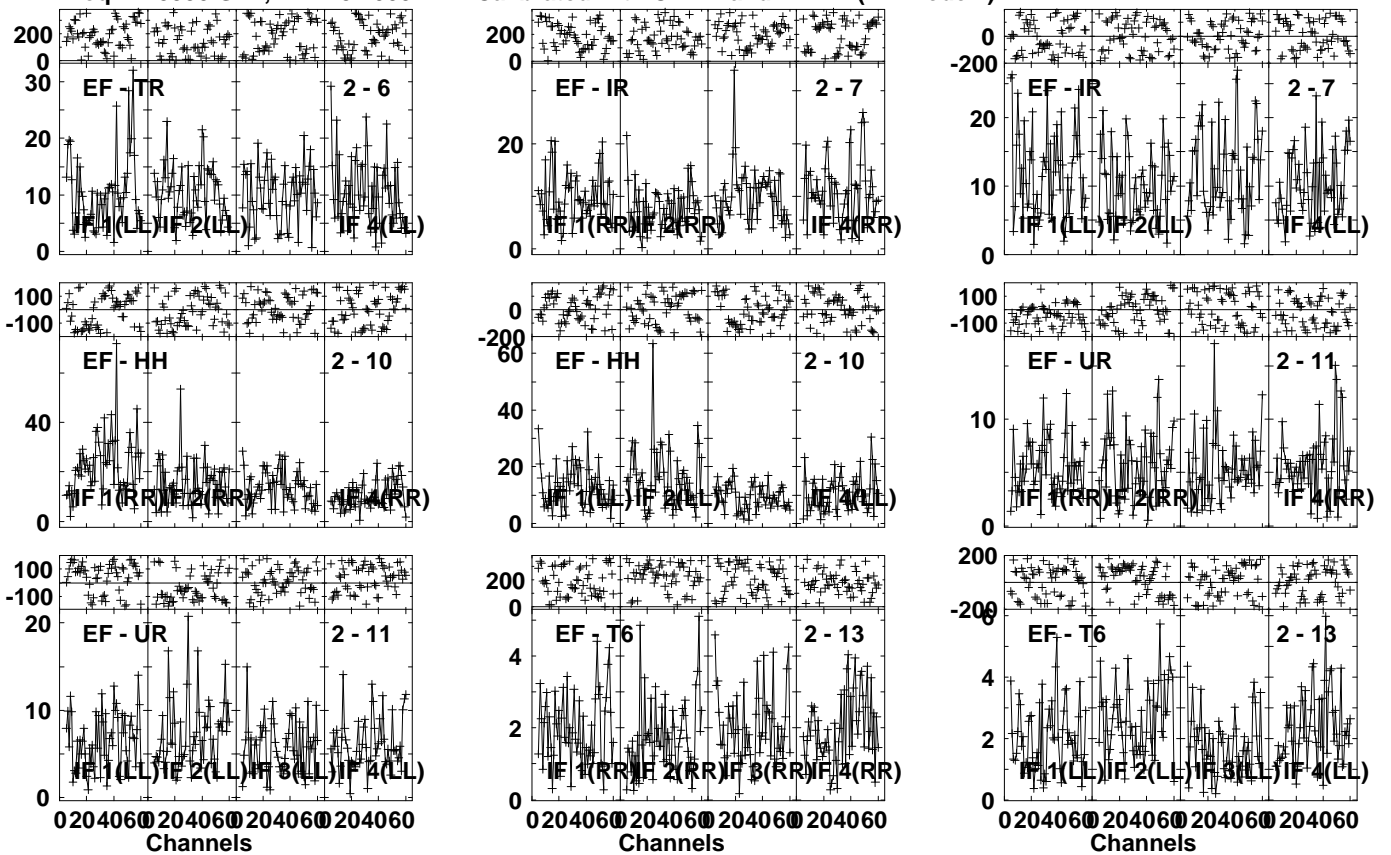 200
0
30
20
10
0
EF - TR
2 - 6
IF 1(LL)
IF 2(LL)
IF 4(LL)
200
0
20
0
EF - IR
2 - 7
IF 1(RR)
IF 2(RR)
IF 4(RR)
0
-200
20
10
0
EF - IR
2 - 7
IF 1(LL)
IF 2(LL)
IF 4(LL)
100
-100
40
0
EF - HH
2 - 10
IF 1(RR)
IF 2(RR)
IF 4(RR)
0
-200
60
40
20
0
EF - HH
2 - 10
IF 1(LL)
IF 2(LL)
IF 4(LL)
100
-100
10
0
EF - UR
2 - 11
IF 1(RR)
IF 2(RR)
IF 4(RR)
100
-100
20
10
0
EF - UR
2 - 11
IF 1(LL)
IF 2(LL)
IF 3(LL)
IF 4(LL)
0 20 40 60 0 20 40 60 0 20 40 60 0 20 40 60
Channels
200
0
4
2
0
EF - T6
2 - 13
IF 1(RR)
IF 2(RR)
IF 3(RR)
IF 4(RR)
0 20 40 60 0 20 40 60 0 20 40 60 0 20 40 60
Channels
200
-200
6
4
2
0
EF - T6
2 - 13
IF 1(LL)
IF 2(LL)
IF 3(LL)
IF 4(LL)
0 20 40 60 0 20 40 60 0 20 40 60 0 20 40 60
Channels